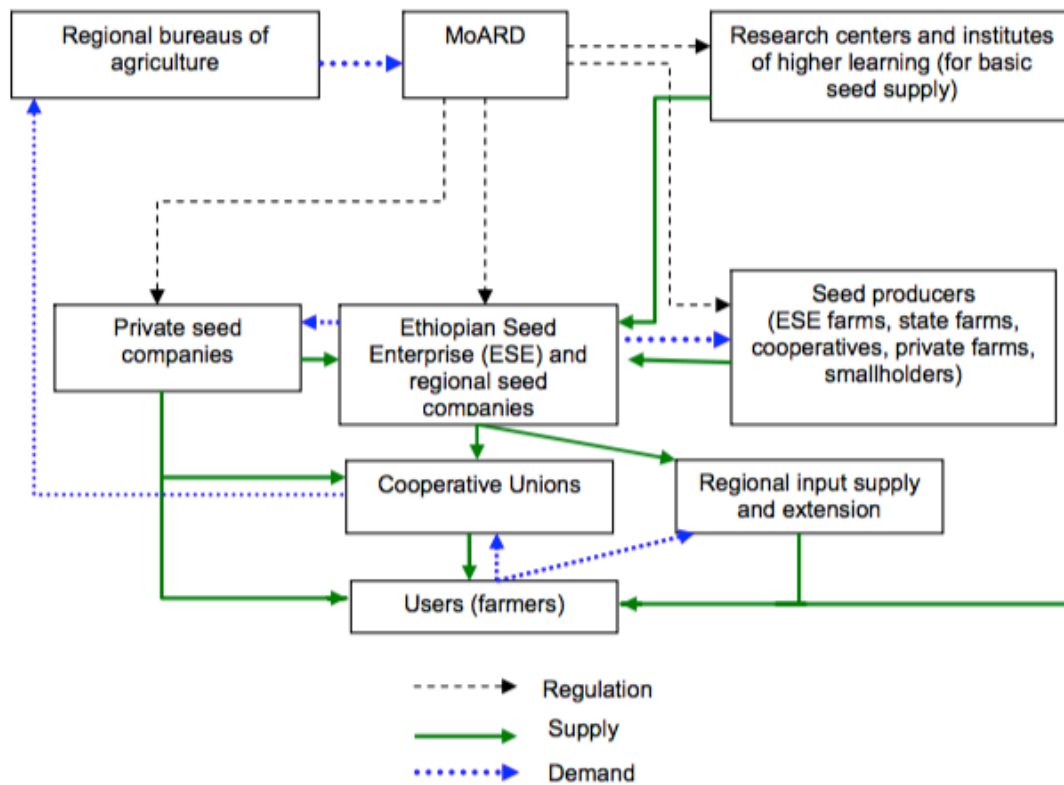 Regional bureaus of
agriculture
MoARD
Research centers and institutes
of higher learning (for basic
seed supply)
Private seed
companies
Ethiopian Seed
Enterprise (ESE) and
regional seed
companies
Seed producers
(ESE farms, state farms,
cooperatives, private farms,
smallholders)
Cooperative Unions
Regional input supply
and extension
Users (farmers)
Regulation
Supply
Demand